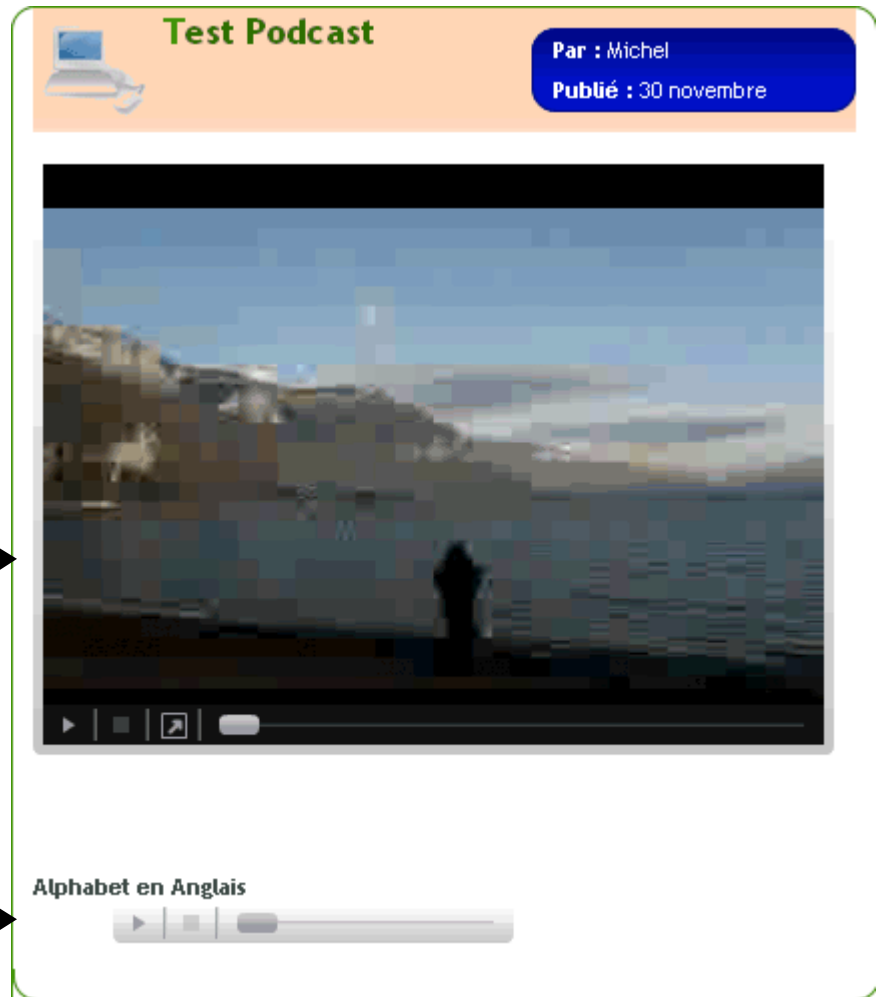 Test Podcast
Par : Michel
Publié : 30 novembre
Alphabet en Anglais